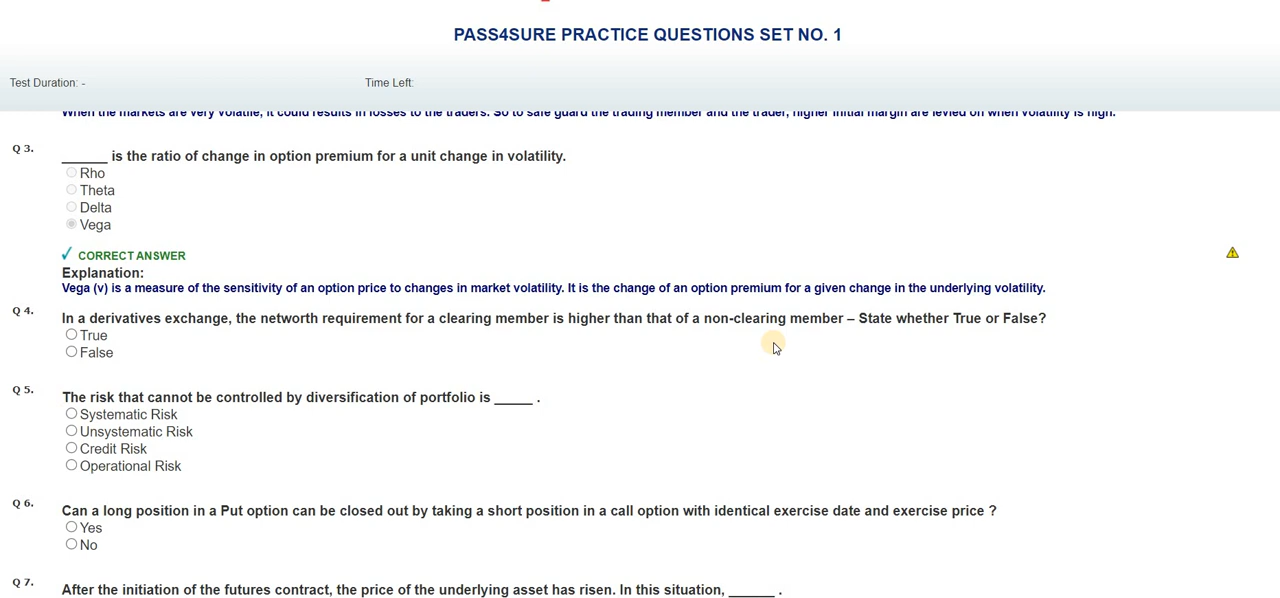 PASS4SURE PRACTICE QUESTIONS SET NO. 1
Test Duration: -
Time Left:
When the markets are very volatile, it could results in losses to the traders. So to safe guard the trading member and the trader, higher initial margin are levied on when volatility is high.
Q 3.
______ is the ratio of change in option premium for a unit change in volatility.
Rho
Theta
Delta
Vega
✓ CORRECT ANSWER
Explanation:
Vega (v) is a measure of the sensitivity of an option price to changes in market volatility. It is the change of an option premium for a given change in the underlying volatility.
Q 4.
In a derivatives exchange, the networth requirement for a clearing member is higher than that of a non-clearing member – State whether True or False?
True
False
Q 5.
The risk that cannot be controlled by diversification of portfolio is _____ .
Systematic Risk
Unsystematic Risk
Credit Risk
Operational Risk
Q 6.
Can a long position in a Put option can be closed out by taking a short position in a call option with identical exercise date and exercise price ?
Yes
No
Q 7.
After the initiation of the futures contract, the price of the underlying asset has risen. In this situation, ______ .